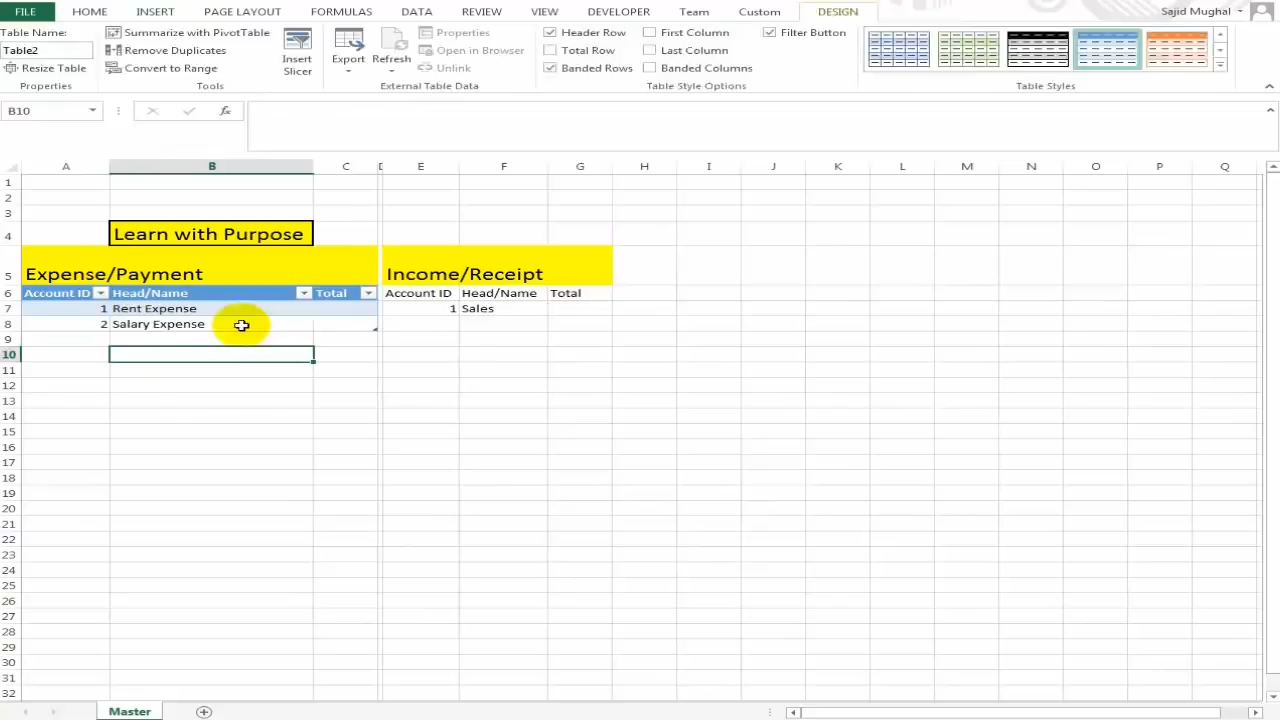 FILE HOME INSERT PAGE LAYOUT FORMULAS DATA REVIEW VIEW DEVELOPER Team Custom DESIGN Sajid Mughal
Table Name:
Table2
Resize Table
Properties
Summarize with PivotTable
Remove Duplicates
Convert to Range
Tools
Insert
Slicer
Export
Refresh
Properties
Open in Browser
Unlink
External Table Data
Header Row First Column Filter Button
Total Row Last Column
Banded Rows Banded Columns
Table Style Options
Table Styles
B10
fx
A B C D E F G H I J K L M N O P Q
1
2
3
4 Learn with Purpose
5 Expense/Payment Income/Receipt
6 Account ID Head/Name Total Account ID Head/Name Total
7 1 Rent Expense 1 Sales
8 2 Salary Expense
9
10
11
12
13
14
15
16
17
18
19
20
21
22
23
24
25
26
27
28
29
30
31
32
Master